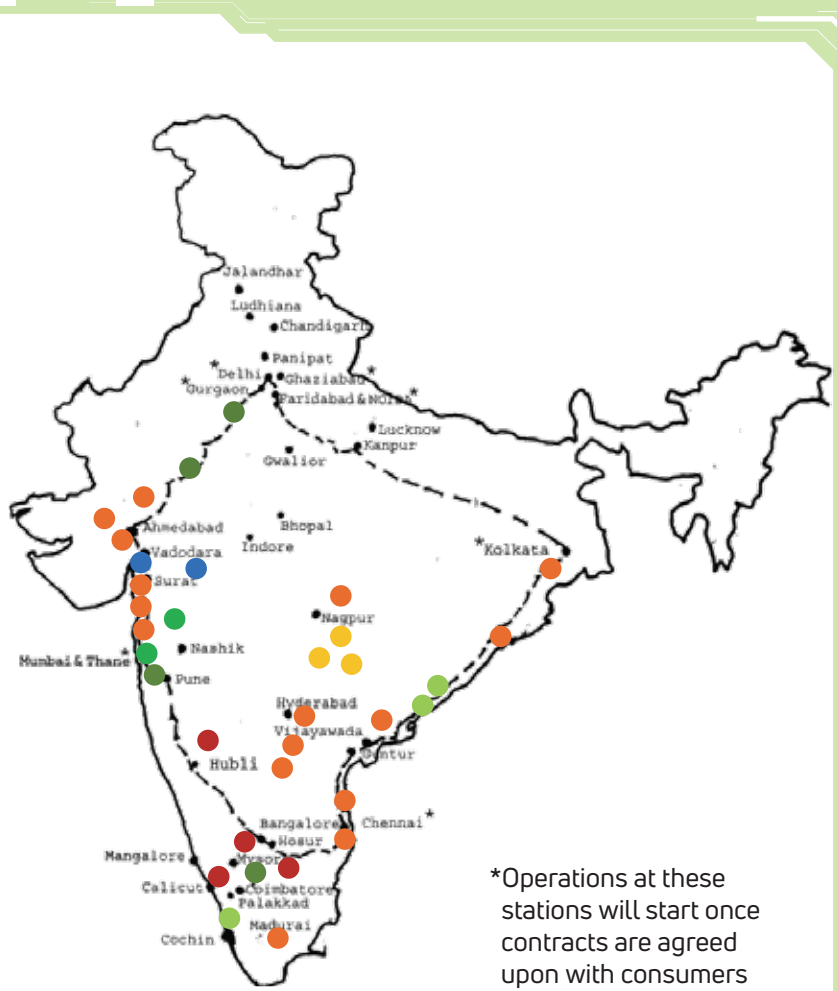 Jalandhar
Ludhiana
Chandigarh
Panipat
*Delhi
Ghaziabad*
*Gurgaon
Faridabad & NOIDA*
Lucknow
Kanpur
Gwalior
Ahmedabad
Bhopal
Indore
Vadodara
*Kolkata
Surat
Nagpur
Nashik
Mumbai & Thane*
Pune
Hyderabad
Vijayawada
Guntur
Hubli
Bangalore
Chennai*
Hosur
Mangalore
Mysore
Calicut
Coimbatore
Palakkad
Madurai
Cochin
*Operations at these
stations will start once
contracts are agreed
upon with consumers